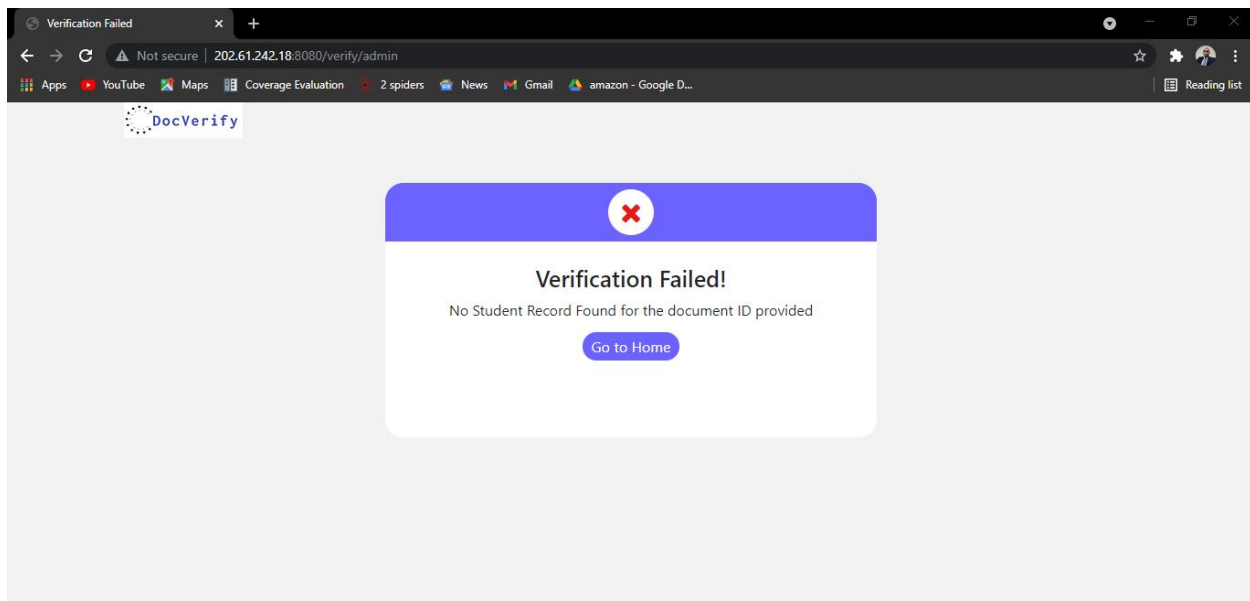 Verification Failed
Not secure | 202.61.242.18:8080/verify/admin
Apps YouTube Maps Coverage Evaluation 2 spiders News Gmail amazon - Google D... Reading list
DocVerify
Verification Failed!
No Student Record Found for the document ID provided
Go to Home